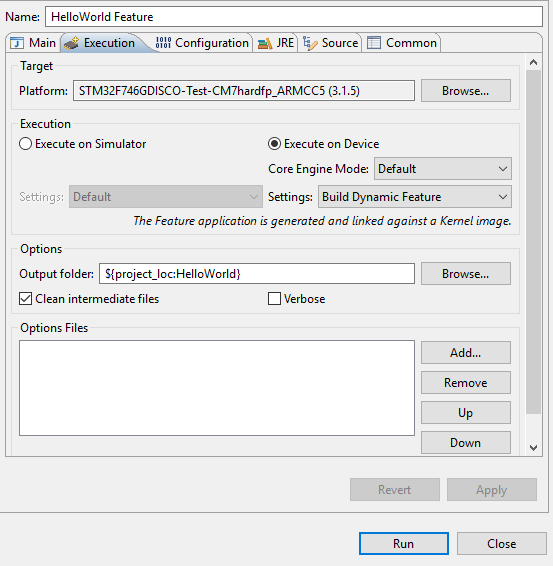 Name: HelloWorld Feature
Main Execution Configuration JRE Source Common
Target
Platform: STM32F746GDISCO-Test-CM7hardfp_ARMCC5 (3.1.5) Browse...
Execution
Execute on Simulator Execute on Device
Core Engine Mode: Default
Settings: Default Settings: Build Dynamic Feature
The Feature application is generated and linked against a Kernel image.
Options
Output folder: ${project_loc:HelloWorld} Browse...
Clean intermediate files Verbose
Options Files
Add...
Remove
Up
Down
Revert Apply
Run Close